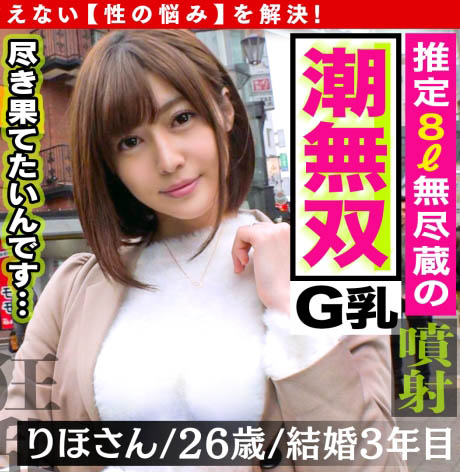 えない【性の悩み】を解決!
推定8ℓ無尽蔵の
噴射
潮無双
G乳
尽き果てたいんです…
りほさん/26歳/結婚3年目